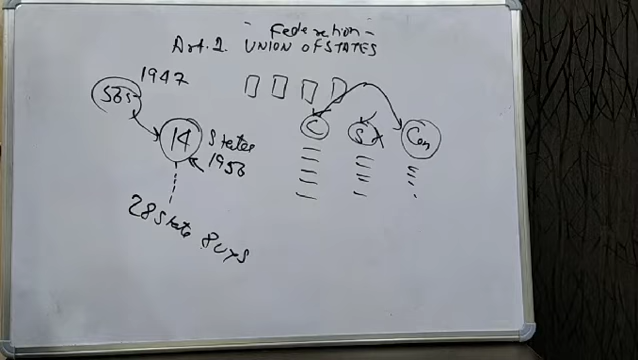 - Federation -
Art.1. UNION OF STATES
565 1947
14 States
1956
C S Con
28 State 8 UTS